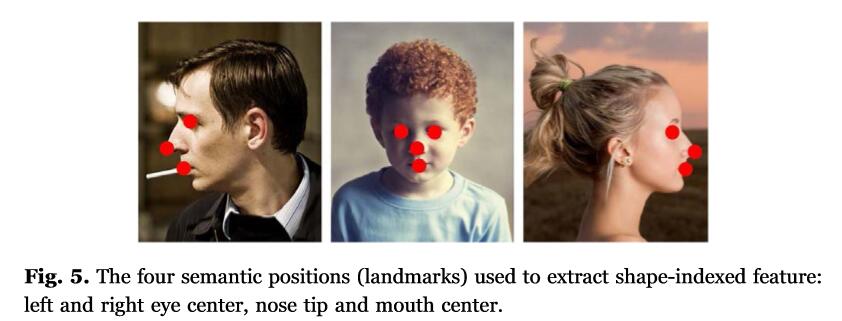 Fig. 5. The four semantic positions (landmarks) used to extract shape-indexed feature:
left and right eye center, nose tip and mouth center.